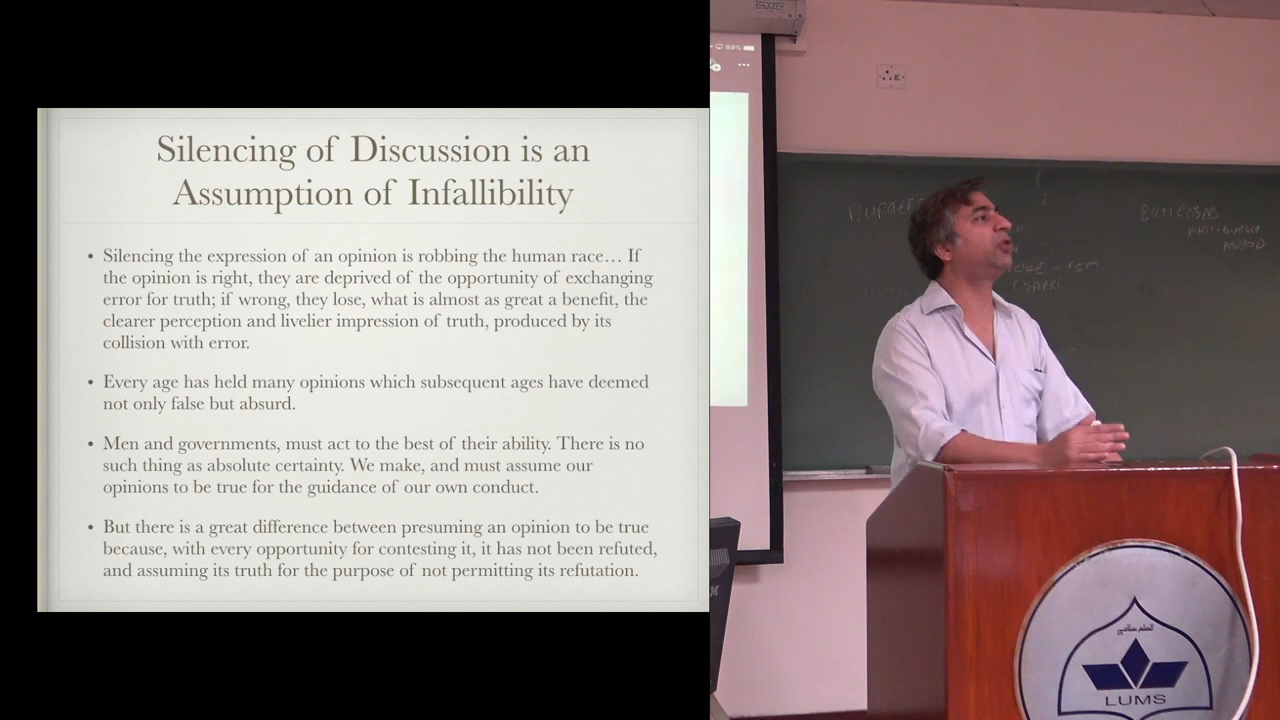 Silencing of Discussion is an
Assumption of Infallibility
• Silencing the expression of an opinion is robbing the human race… If
the opinion is right, they are deprived of the opportunity of exchanging
error for truth; if wrong, they lose, what is almost as great a benefit, the
clearer perception and livelier impression of truth, produced by its
collision with error.
• Every age has held many opinions which subsequent ages have deemed
not only false but absurd.
• Men and governments, must act to the best of their ability. There is no
such thing as absolute certainty. We make, and must assume our
opinions to be true for the guidance of our own conduct.
• But there is a great difference between presuming an opinion to be true
because, with every opportunity for contesting it, it has not been refuted,
and assuming its truth for the purpose of not permitting its refutation.
LUMS